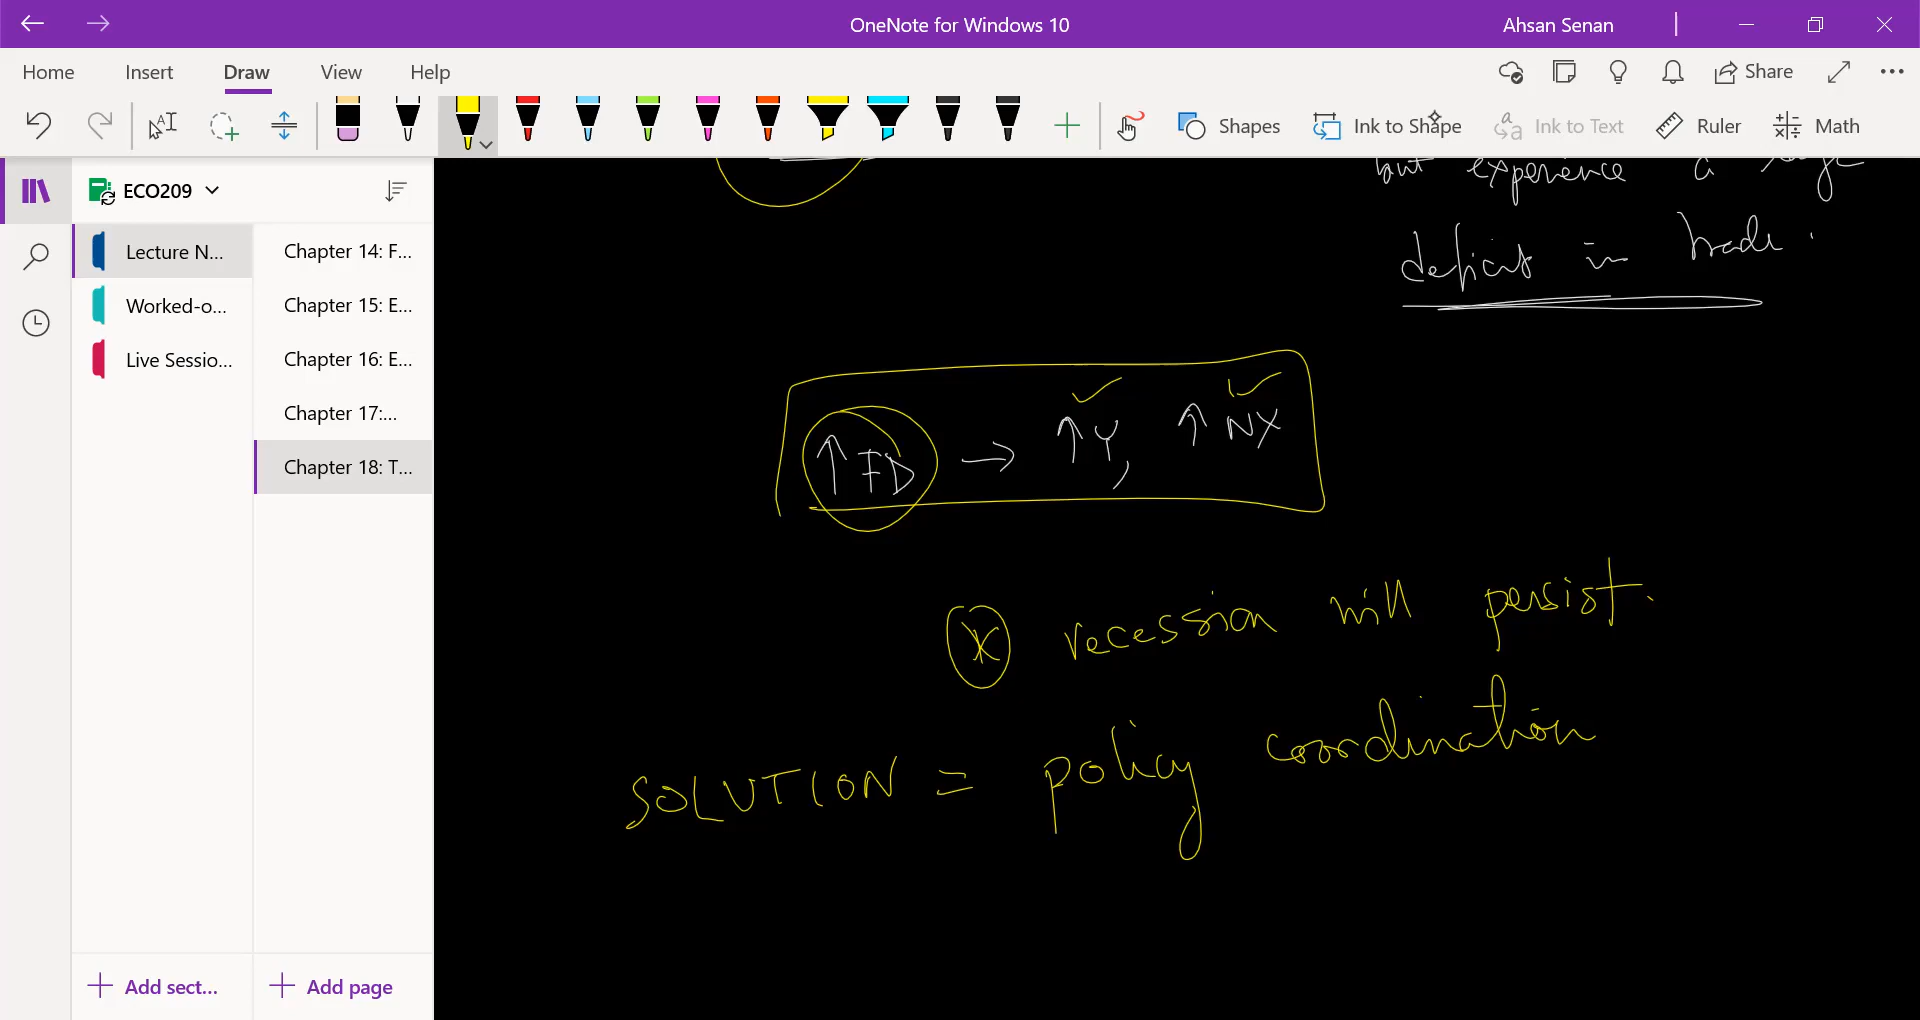 OneNote for Windows 10
Ahsan Senan
Home Insert Draw View Help
Share
Shapes Ink to Shape Ink to Text Ruler Math
ECO209
Lecture N...
Worked-o...
Live Sessio...
Chapter 14: F...
Chapter 15: E...
Chapter 16: E...
Chapter 17:...
Chapter 18: T...
but experience a large
deficit in trade.
↑ FD → ↑ Y, ↑ NX
* recession will persist.
SOLUTION = policy coordination
Add sect...
Add page